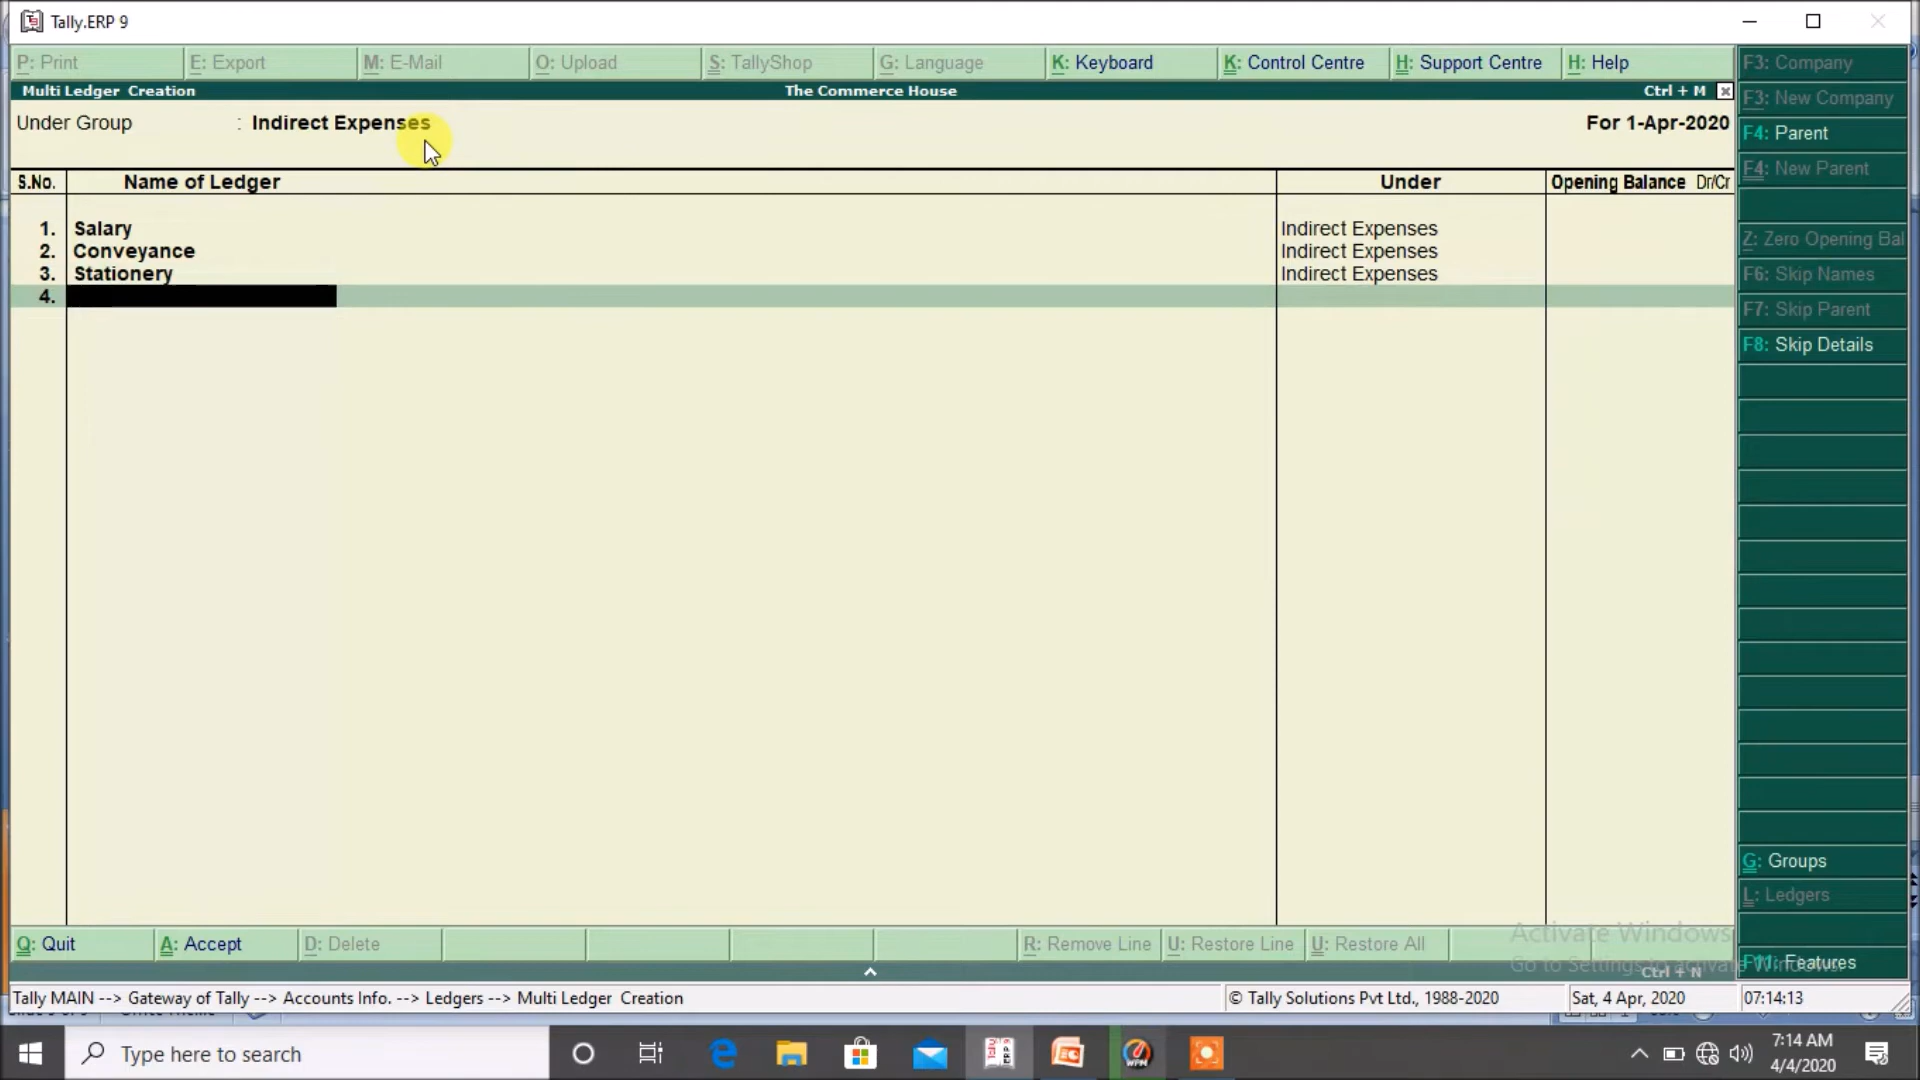 Tally.ERP 9
P: Print E: Export M: E-Mail O: Upload S: TallyShop G: Language K: Keyboard K: Control Centre H: Support Centre H: Help
Multi Ledger Creation The Commerce House Ctrl + M
Under Group : Indirect Expenses For 1-Apr-2020
S.No. Name of Ledger Under Opening Balance Dr/Cr
1. Salary Indirect Expenses
2. Conveyance Indirect Expenses
3. Stationery Indirect Expenses
4.
F3: Company
F3: New Company
F4: Parent
F4: New Parent
Z: Zero Opening Bal
F6: Skip Names
F7: Skip Parent
F8: Skip Details
G: Groups
L: Ledgers
F11: Features
Activate Windows
Go to Settings to activate Windows.
Q: Quit A: Accept D: Delete R: Remove Line U: Restore Line U: Restore All
Ctrl + N
Tally MAIN --> Gateway of Tally --> Accounts Info. --> Ledgers --> Multi Ledger Creation © Tally Solutions Pvt Ltd., 1988-2020 Sat, 4 Apr, 2020 07:14:13
Type here to search
7:14 AM
4/4/2020